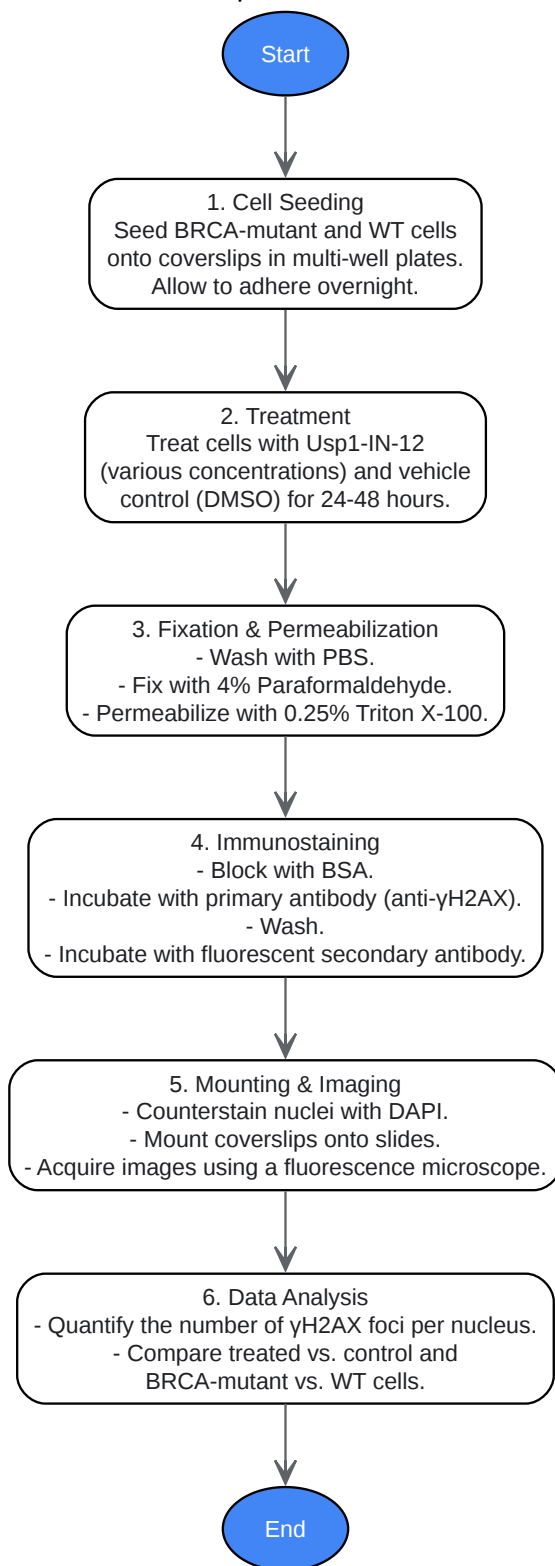 Start
1. Cell Seeding
Seed BRCA-mutant and WT cells
onto coverslips in multi-well plates.
Allow to adhere overnight.
2. Treatment
Treat cells with Usp1-IN-12
(various concentrations) and vehicle
control (DMSO) for 24-48 hours.
3. Fixation & Permeabilization
- Wash with PBS.
- Fix with 4% Paraformaldehyde.
- Permeabilize with 0.25% Triton X-100.
4. Immunostaining
- Block with BSA.
- Incubate with primary antibody (anti-γH2AX).
- Wash.
- Incubate with fluorescent secondary antibody.
5. Mounting & Imaging
- Counterstain nuclei with DAPI.
- Mount coverslips onto slides.
- Acquire images using a fluorescence microscope.
6. Data Analysis
- Quantify the number of γH2AX foci per nucleus.
- Compare treated vs. control and
BRCA-mutant vs. WT cells.
End